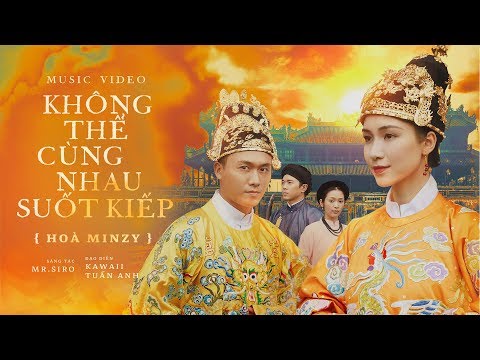 MUSIC VIDEO
KHÔNG
THỂ
CÙNG
NHAU
SUỐT KIẾP
{ HOÀ MINZY }
SÁNG TÁC
MR.SIRO
ĐẠO DIỄN
KAWAII
TUẤN ANH